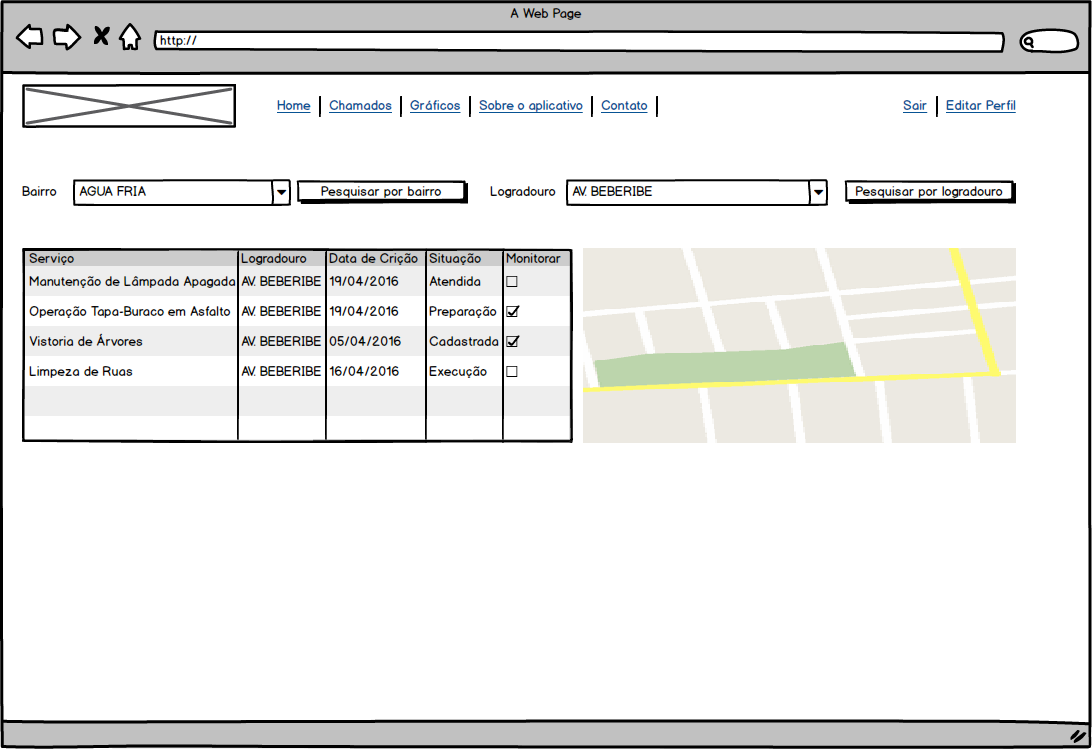 A Web Page
http://
Home Chamados Gráficos Sobre o aplicativo Contato Sair Editar Perfil
Bairro AGUA FRIA Pesquisar por bairro Logradouro AV. BEBERIBE Pesquisar por logradouro
Serviço Logradouro Data de Crição Situação Monitorar
Manutenção de Lâmpada Apagada AV. BEBERIBE 19/04/2016 Atendida
Operação Tapa-Buraco em Asfalto AV. BEBERIBE 19/04/2016 Preparação
Vistoria de Árvores AV. BEBERIBE 05/04/2016 Cadastrada
Limpeza de Ruas AV. BEBERIBE 16/04/2016 Execução